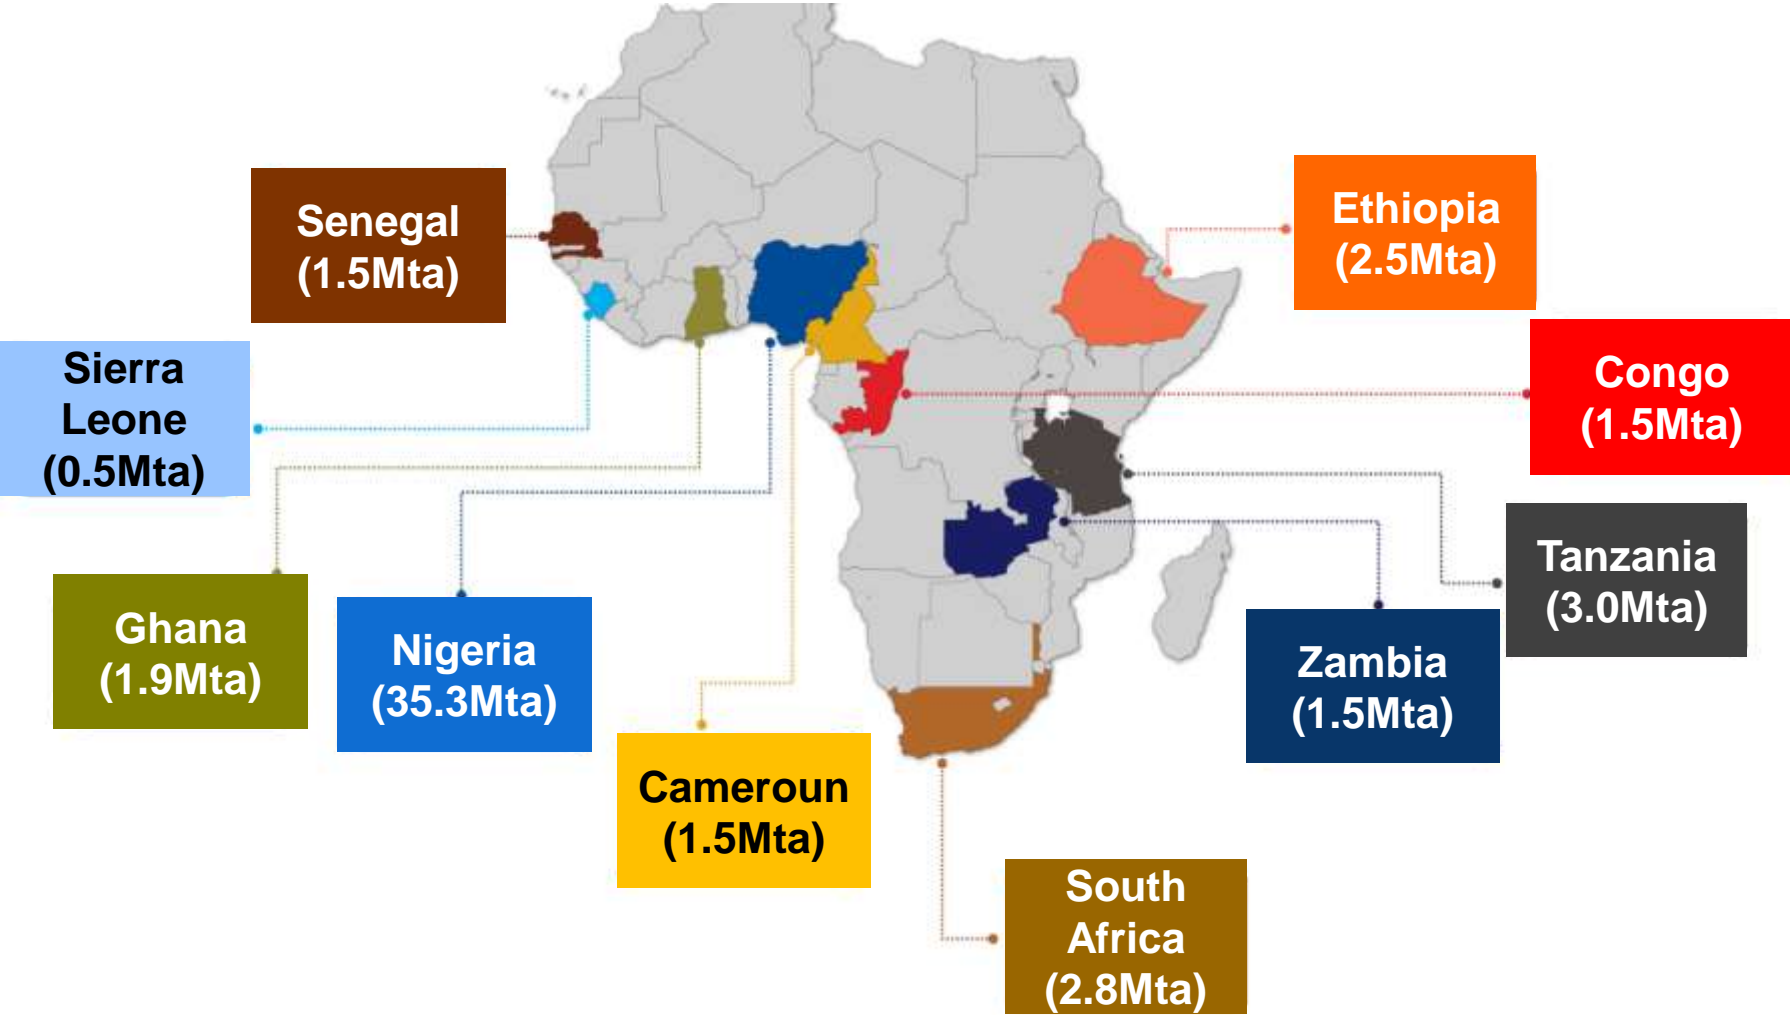 Senegal
(1.5Mta)
Ethiopia
(2.5Mta)
Sierra
Leone
(0.5Mta)
Congo
(1.5Mta)
Tanzania
(3.0Mta)
Ghana
(1.9Mta)
Nigeria
(35.3Mta)
Zambia
(1.5Mta)
Cameroun
(1.5Mta)
South
Africa
(2.8Mta)